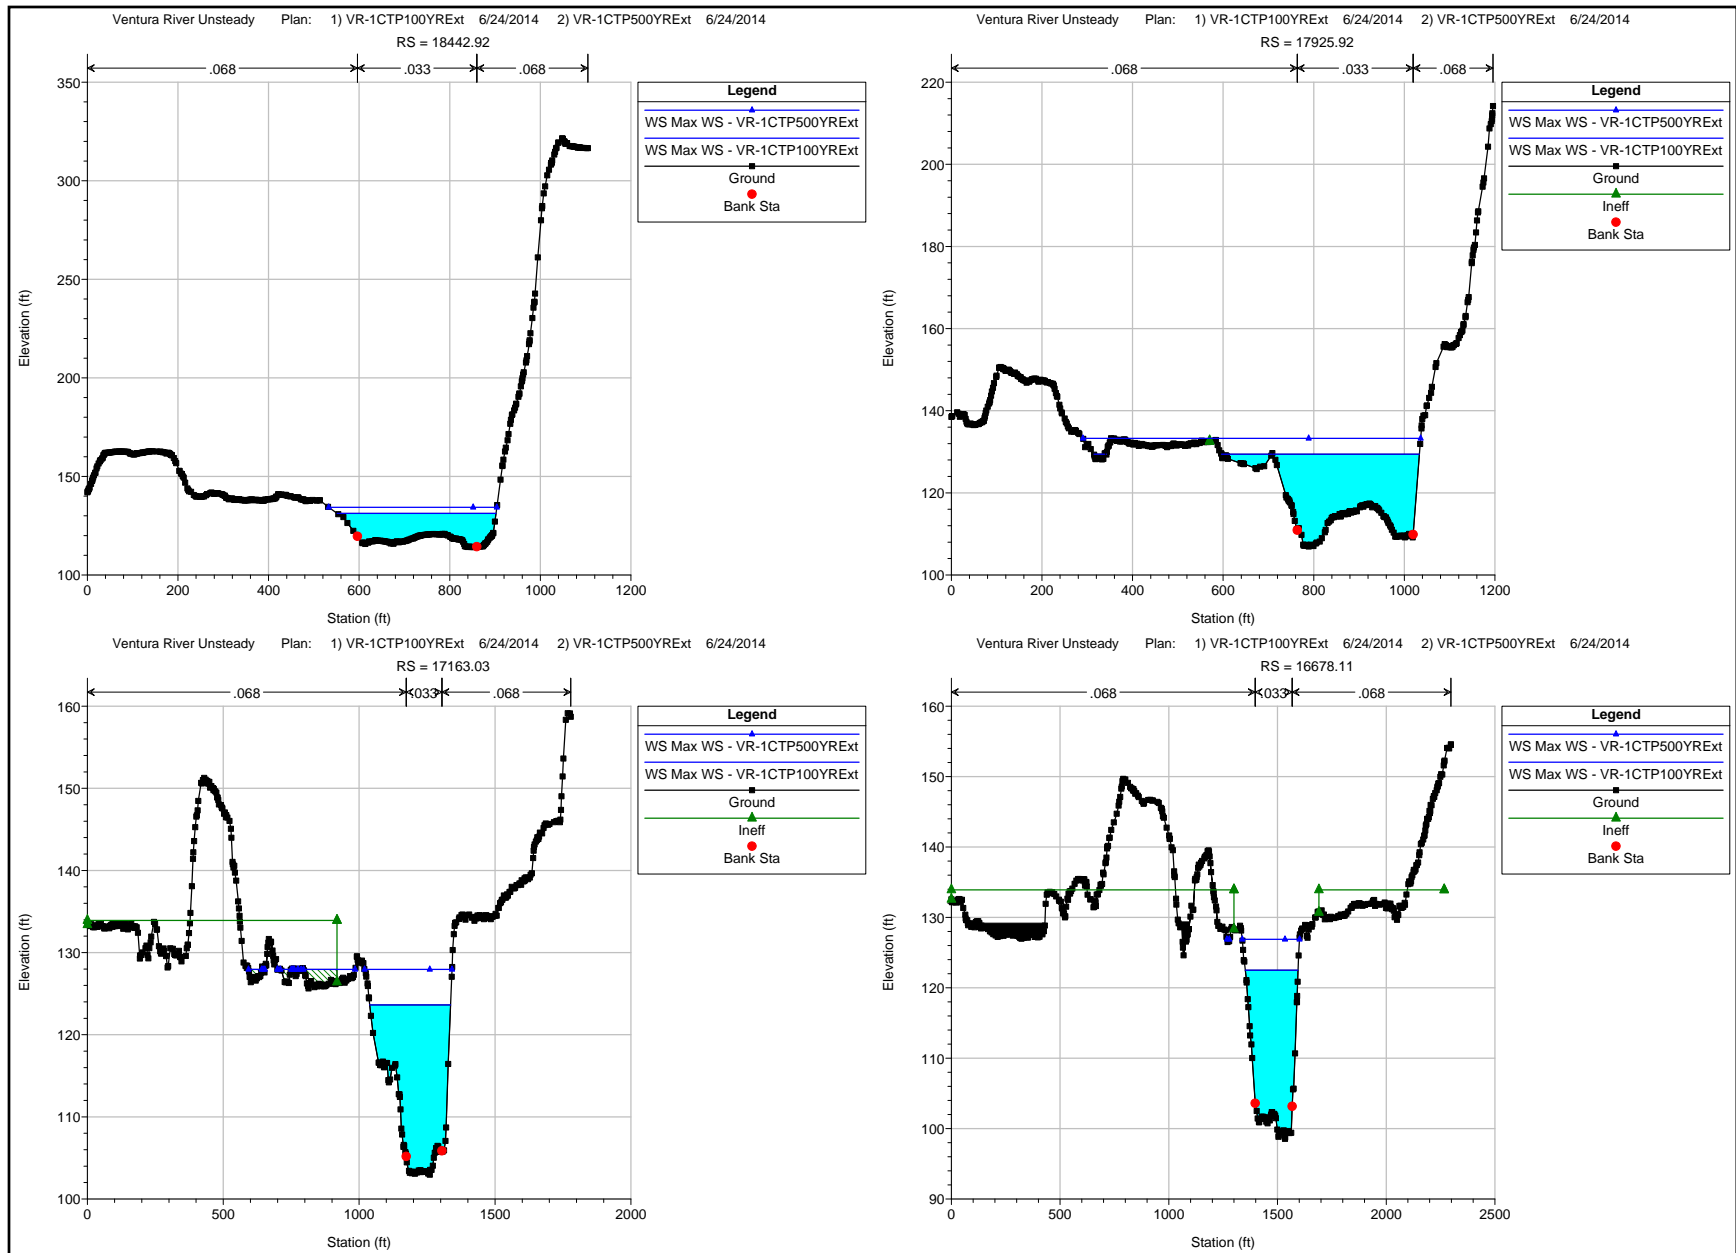 Ventura River Unsteady Plan: 1) VR-1CTP100YRExt 6/24/2014 2) VR-1CTP500YRExt 6/24/2014
RS = 18442.92
.068 .033 .068
Elevation (ft)
350
300
250
200
150
100
0 200 400 600 800 1000 1200
Station (ft)
Legend
WS Max WS - VR-1CTP500YRExt
WS Max WS - VR-1CTP100YRExt
Ground
Bank Sta
Ventura River Unsteady Plan: 1) VR-1CTP100YRExt 6/24/2014 2) VR-1CTP500YRExt 6/24/2014
RS = 17925.92
.068 .033 .068
Elevation (ft)
220
200
180
160
140
120
100
0 200 400 600 800 1000 1200
Station (ft)
Legend
WS Max WS - VR-1CTP500YRExt
WS Max WS - VR-1CTP100YRExt
Ground
Ineff
Bank Sta
Ventura River Unsteady Plan: 1) VR-1CTP100YRExt 6/24/2014 2) VR-1CTP500YRExt 6/24/2014
RS = 17163.03
.068 .033 .068
Elevation (ft)
160
150
140
130
120
110
100
0 500 1000 1500 2000
Station (ft)
Legend
WS Max WS - VR-1CTP500YRExt
WS Max WS - VR-1CTP100YRExt
Ground
Ineff
Bank Sta
Ventura River Unsteady Plan: 1) VR-1CTP100YRExt 6/24/2014 2) VR-1CTP500YRExt 6/24/2014
RS = 16678.11
.068 .033 .068
Elevation (ft)
160
150
140
130
120
110
100
90
0 500 1000 1500 2000 2500
Station (ft)
Legend
WS Max WS - VR-1CTP500YRExt
WS Max WS - VR-1CTP100YRExt
Ground
Ineff
Bank Sta